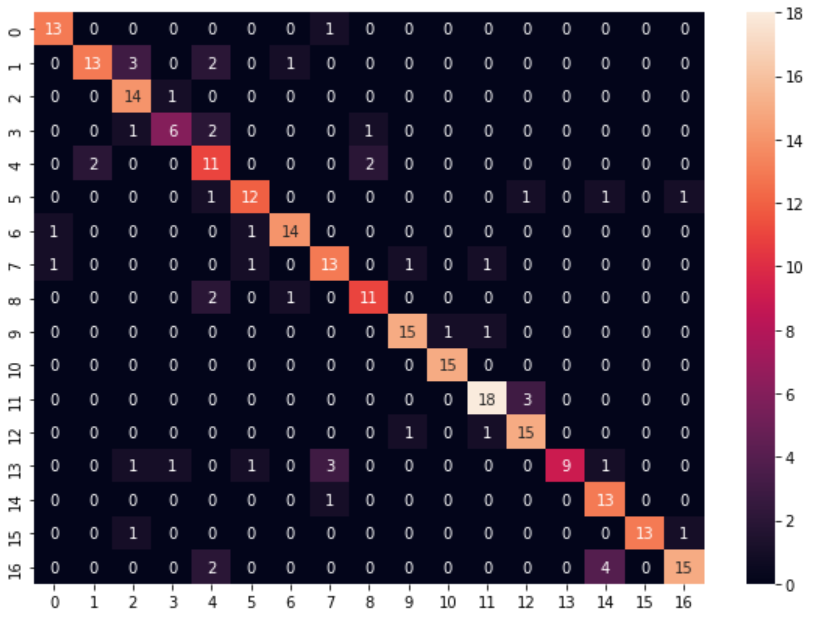 0 13 0 0 0 0 0 0 1 0 0 0 0 0 0 0 0 0
1 0 13 3 0 2 0 1 0 0 0 0 0 0 0 0 0 0
2 0 0 14 1 0 0 0 0 0 0 0 0 0 0 0 0 0
3 0 0 1 6 2 0 0 0 1 0 0 0 0 0 0 0 0
4 0 2 0 0 11 0 0 0 2 0 0 0 0 0 0 0 0
5 0 0 0 0 1 12 0 0 0 0 0 0 1 0 1 0 1
6 1 0 0 0 0 1 14 0 0 0 0 0 0 0 0 0 0
7 1 0 0 0 0 1 0 13 0 1 0 1 0 0 0 0 0
8 0 0 0 0 2 0 1 0 11 0 0 0 0 0 0 0 0
9 0 0 0 0 0 0 0 0 0 15 1 1 0 0 0 0 0
10 0 0 0 0 0 0 0 0 0 0 15 0 0 0 0 0 0
11 0 0 0 0 0 0 0 0 0 0 0 18 3 0 0 0 0
12 0 0 0 0 0 0 0 0 0 1 0 1 15 0 0 0 0
13 0 0 1 1 0 1 0 3 0 0 0 0 0 9 1 0 0
14 0 0 0 0 0 0 0 1 0 0 0 0 0 0 13 0 0
15 0 0 1 0 0 0 0 0 0 0 0 0 0 0 0 13 1
16 0 0 0 0 2 0 0 0 0 0 0 0 0 0 4 0 15
0 1 2 3 4 5 6 7 8 9 10 11 12 13 14 15 16
18
16
14
12
10
8
6
4
2
0